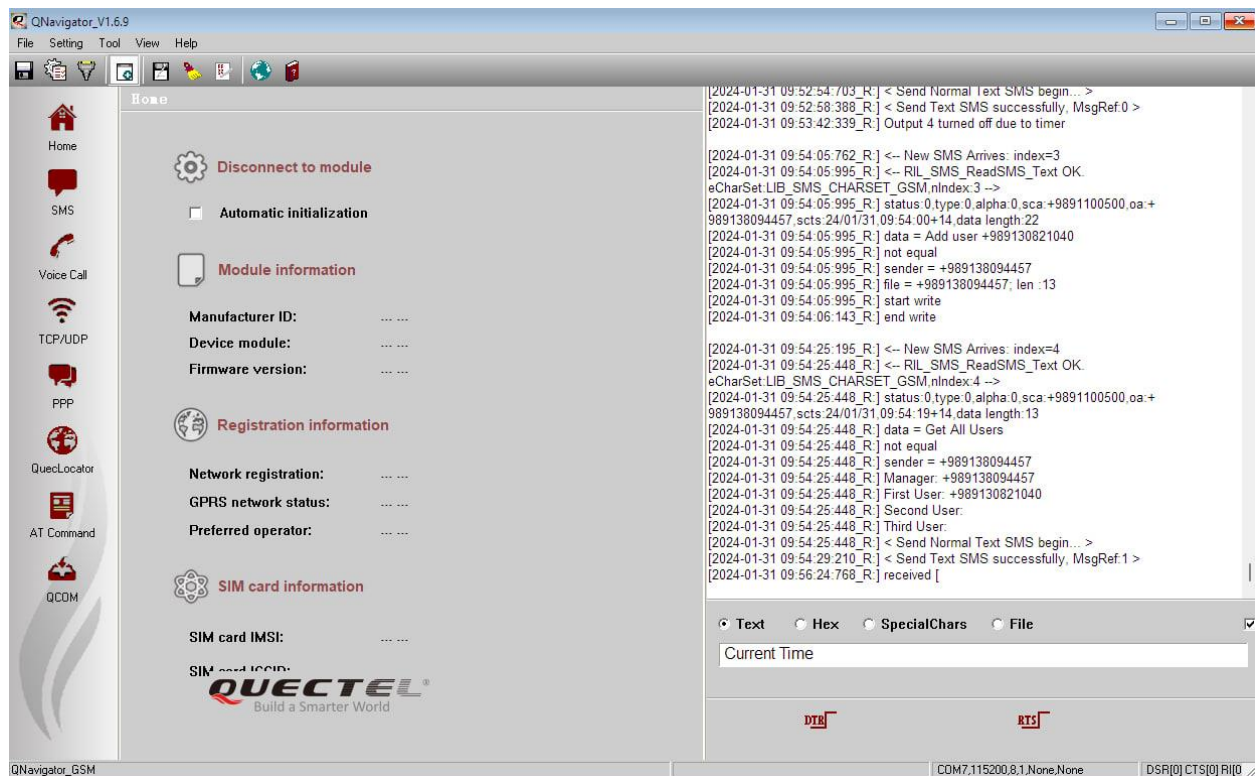 QNavigator_V1.6.9
File Setting Tool View Help
Home
SMS
Voice Call
TCP/UDP
PPP
QuecLocator
AT Command
QCOM
Home
Disconnect to module
Automatic initialization
Module information
Manufacturer ID: ... ...
Device module: ... ...
Firmware version: ... ...
Registration information
Network registration: ... ...
GPRS network status: ... ...
Preferred operator: ... ...
SIM card information
SIM card IMSI: ... ...
SIM card ICCID:
QUECTEL®
Build a Smarter World
[2024-01-31 09:52:54:703_R:] < Send Normal Text SMS begin... >
[2024-01-31 09:52:58:388_R:] < Send Text SMS successfully, MsgRef:0 >
[2024-01-31 09:53:42:339_R:] Output 4 turned off due to timer
[2024-01-31 09:54:05:762_R:] <-- New SMS Arrives: index=3
[2024-01-31 09:54:05:995_R:] <-- RIL_SMS_ReadSMS_Text OK.
eCharSet:LIB_SMS_CHARSET_GSM,nIndex:3 -->
[2024-01-31 09:54:05:995_R:] status:0,type:0,alpha:0,sca:+9891100500,oa:+
989138094457,scts:24/01/31,09:54:00+14,data length:22
[2024-01-31 09:54:05:995_R:] data = Add user +989130821040
[2024-01-31 09:54:05:995_R:] not equal
[2024-01-31 09:54:05:995_R:] sender = +989138094457
[2024-01-31 09:54:05:995_R:] file = +989138094457; len :13
[2024-01-31 09:54:05:995_R:] start write
[2024-01-31 09:54:06:143_R:] end write
[2024-01-31 09:54:25:195_R:] <-- New SMS Arrives: index=4
[2024-01-31 09:54:25:448_R:] <-- RIL_SMS_ReadSMS_Text OK.
eCharSet:LIB_SMS_CHARSET_GSM,nIndex:4 -->
[2024-01-31 09:54:25:448_R:] status:0,type:0,alpha:0,sca:+9891100500,oa:+
989138094457,scts:24/01/31,09:54:19+14,data length:13
[2024-01-31 09:54:25:448_R:] data = Get All Users
[2024-01-31 09:54:25:448_R:] not equal
[2024-01-31 09:54:25:448_R:] sender = +989138094457
[2024-01-31 09:54:25:448_R:] Manager: +989138094457
[2024-01-31 09:54:25:448_R:] First User: +989130821040
[2024-01-31 09:54:25:448_R:] Second User:
[2024-01-31 09:54:25:448_R:] Third User:
[2024-01-31 09:54:25:448_R:] < Send Normal Text SMS begin... >
[2024-01-31 09:54:29:210_R:] < Send Text SMS successfully, MsgRef:1 >
[2024-01-31 09:56:24:768_R:] received [
Text Hex SpecialChars File
Current Time
DTR RTS
QNavigator_GSM COM7,115200,8,1,None,None DSR[0] CTS[0] RI[0